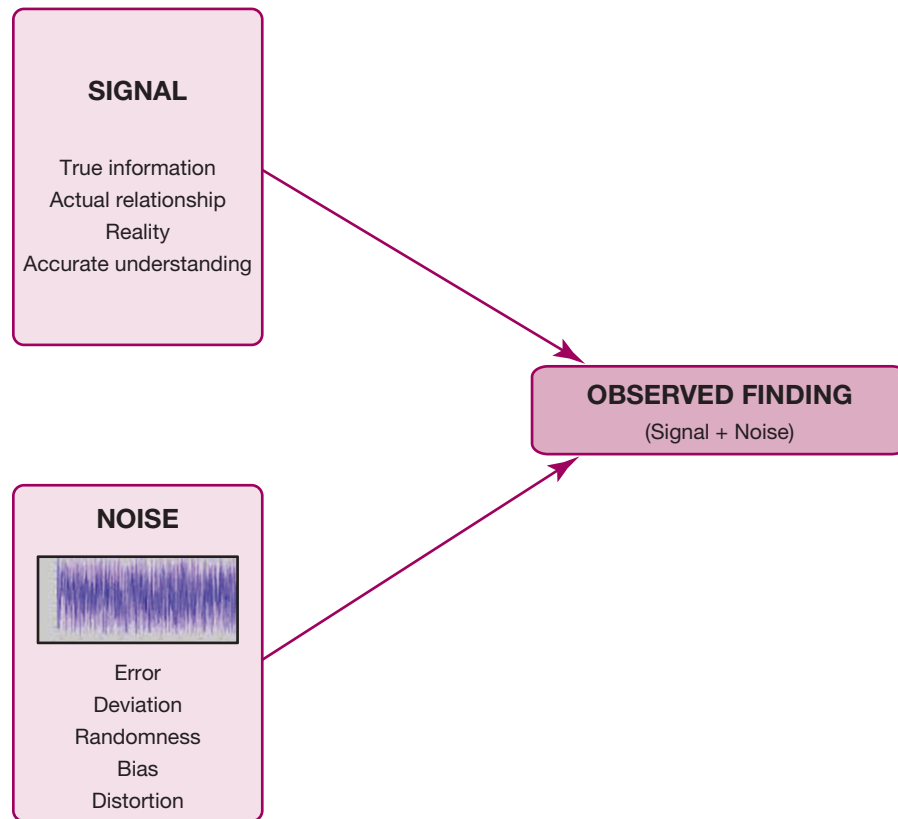 SIGNAL
True information
Actual relationship
Reality
Accurate understanding
OBSERVED FINDING
(Signal + Noise)
NOISE
Error
Deviation
Randomness
Bias
Distortion